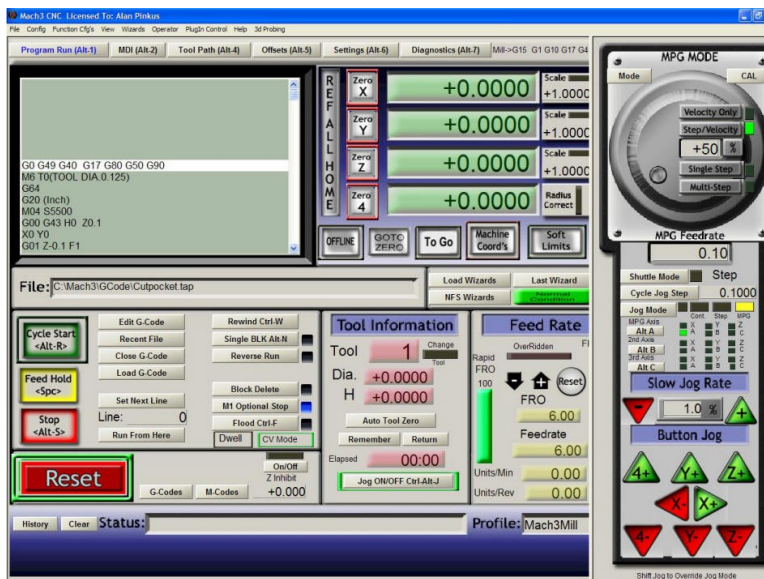 Mach3 CNC Licensed To: Alan Pinkus
File Config Function Cfg's View Wizards Operator PlugIn Control Help 3d Probing
Program Run (Alt-1) MDI (Alt-2) Tool Path (Alt-4) Offsets (Alt-5) Settings (Alt-6) Diagnostics (Alt-7) Mill->G15 G1 G10 G17 G4
G0 G49 G40 G17 G80 G50 G90
M6 T0(TOOL DIA.0.125)
G64
G20 (Inch)
M04 S5500
G00 G43 H0 Z0.1
X0 Y0
G01 Z-0.1 F1
REF ALL HOME
Zero X +0.0000 Scale +1.0000
Zero Y +0.0000 Scale +1.0000
Zero Z +0.0000 Scale +1.0000
Zero 4 +0.0000 Radius Correct
OFFLINE GOTO ZERO To Go Machine Coord's Soft Limits
File: C:\Mach3\GCode\Cutpocket.tap
Load Wizards Last Wizard
NFS Wizards Normal Condition
Cycle Start <Alt-R>
Feed Hold <Spc>
Stop <Alt-S>
Edit G-Code
Recent File
Close G-Code
Load G-Code
Set Next Line
Line: 0
Run From Here
Rewind Ctrl-W
Single BLK Alt-N
Reverse Run
Block Delete
M1 Optional Stop
Flood Ctrl-F
Dwell CV Mode
Reset
G-Codes M-Codes
On/Off
Z Inhibit
+0.000
Tool Information
Tool 1 Change Tool
Dia. +0.0000
H +0.0000
Auto Tool Zero
Remember Return
Elapsed 00:00
Jog ON/OFF Ctrl-Alt-J
Feed Rate
OverRidden
Rapid FRO
100
Reset
FRO
6.00
Feedrate
6.00
Units/Min 0.00
Units/Rev 0.00
History Clear Status:
Profile: Mach3Mill
MPG MODE
Mode CAL
Velocity Only
Step/Velocity
+50 %
Single Step
Multi-Step
MPG Feedrate
0.10
Shuttle Mode Step
Cycle Jog Step 0.1000
Jog Mode Cont. Step MPG
MPG Axis X Y Z
Alt A A B C
2nd Axis X Y Z
Alt B A B C
3rd Axis X Y Z
Alt C A B C
Slow Jog Rate
- 1.0 % +
Button Jog
4+ Y+ Z+
X- X+
4- Y- Z-
Shift Jog to Override Jog Mode